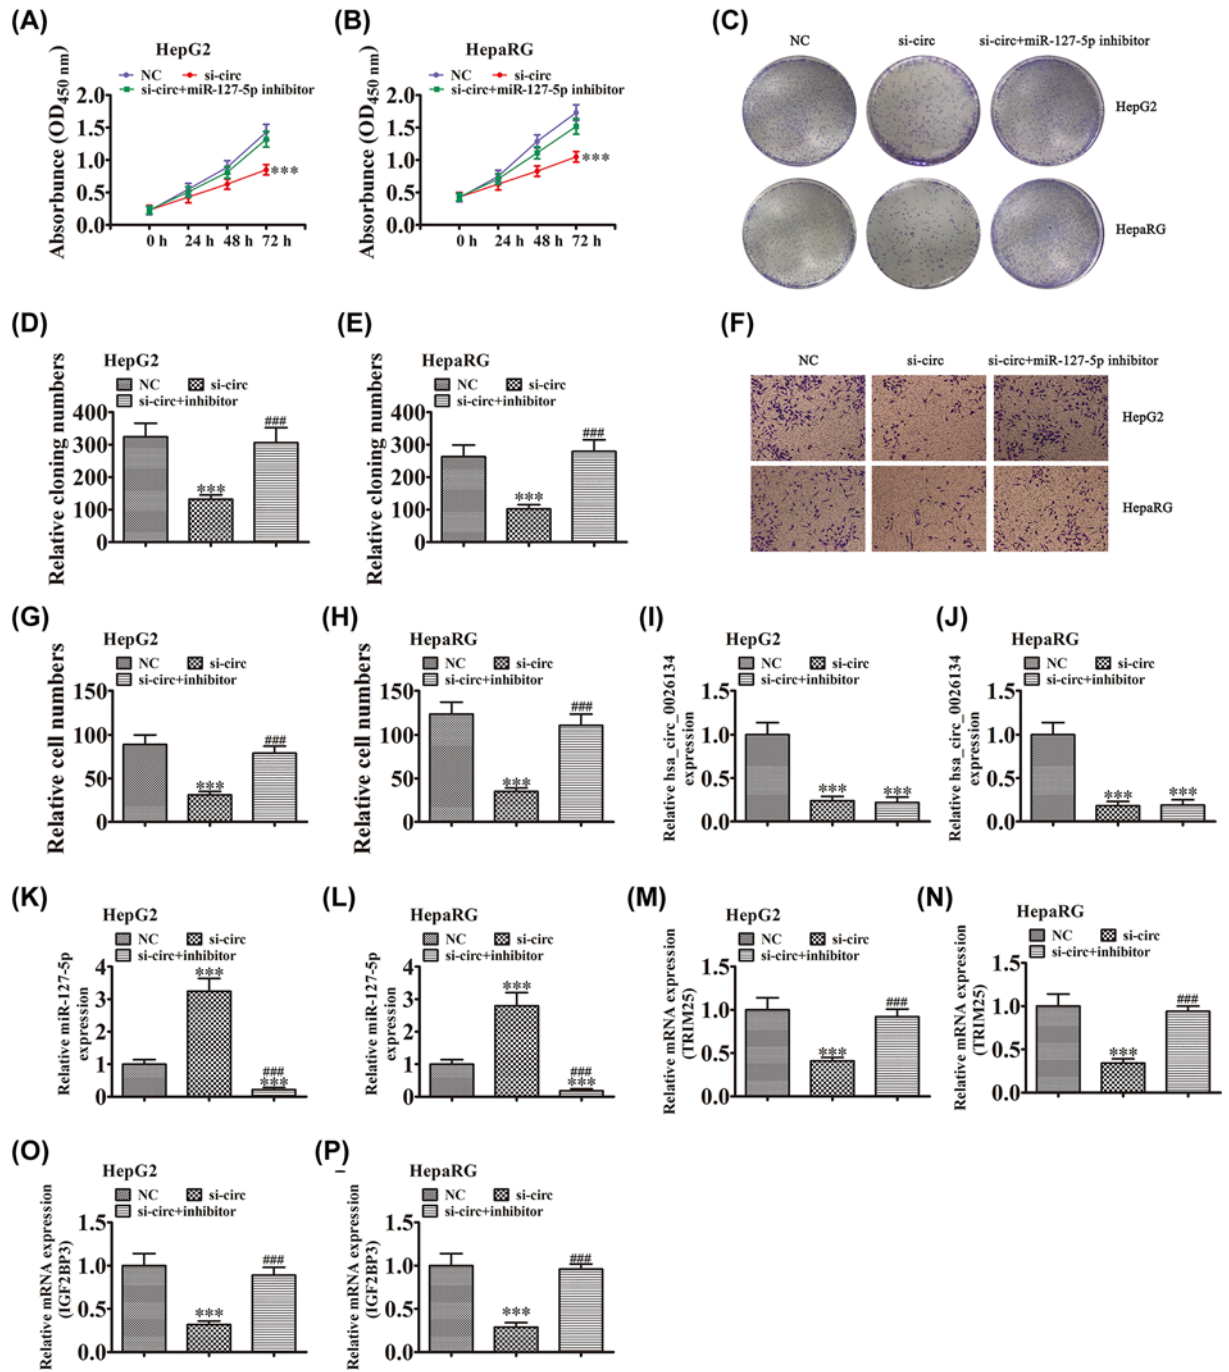 (A)
HepG2
NC si-circ
si-circ+miR-127-5p inhibitor
Absorbunce (OD450 nm)
2.0
1.5
1.0
0.5
0.0
0 h 24 h 48 h 72 h
***
(B)
HepaRG
NC si-circ
si-circ+miR-127-5p inhibitor
Absorbunce (OD450 nm)
2.0
1.5
1.0
0.5
0.0
0 h 24 h 48 h 72 h
***
(C)
NC si-circ si-circ+miR-127-5p inhibitor
HepG2
HepaRG
(D)
HepG2
NC si-circ
si-circ+inhibitor
Relative cloning numbers
400
300
200
100
0
***
###
(E)
HepaRG
NC si-circ
si-circ+inhibitor
Relative cloning numbers
400
300
200
100
0
***
###
(F)
NC si-circ si-circ+miR-127-5p inhibitor
HepG2
HepaRG
(G)
HepG2
NC si-circ
si-circ+inhibitor
Relative cell numbers
150
100
50
0
***
###
(H)
HepaRG
NC si-circ
si-circ+inhibitor
Relative cell numbers
150
100
50
0
***
###
(I)
HepG2
NC si-circ
si-circ+inhibitor
Relative hsa_circ_0026134
expression
1.5
1.0
0.5
0.0
***
***
(J)
HepaRG
NC si-circ
si-circ+inhibitor
Relative hsa_circ_0026134
expression
1.5
1.0
0.5
0.0
***
***
(K)
HepG2
NC si-circ
si-circ+inhibitor
Relative miR-127-5p
expression
4
3
2
1
0
***
###
***
(L)
HepaRG
NC si-circ
si-circ+inhibitor
Relative miR-127-5p
expression
4
3
2
1
0
***
###
***
(M)
HepG2
NC si-circ
si-circ+inhibitor
Relative mRNA expression
(TRIM25)
1.5
1.0
0.5
0.0
***
###
(N)
HepaRG
NC si-circ
si-circ+inhibitor
Relative mRNA expression
(TRIM25)
1.5
1.0
0.5
0.0
***
###
(O)
HepG2
NC si-circ
si-circ+inhibitor
Relative mRNA expression
(IGF2BP3)
1.5
1.0
0.5
0.0
***
###
(P)
HepaRG
NC si-circ
si-circ+inhibitor
Relative mRNA expression
(IGF2BP3)
1.5
1.0
0.5
0.0
***
###